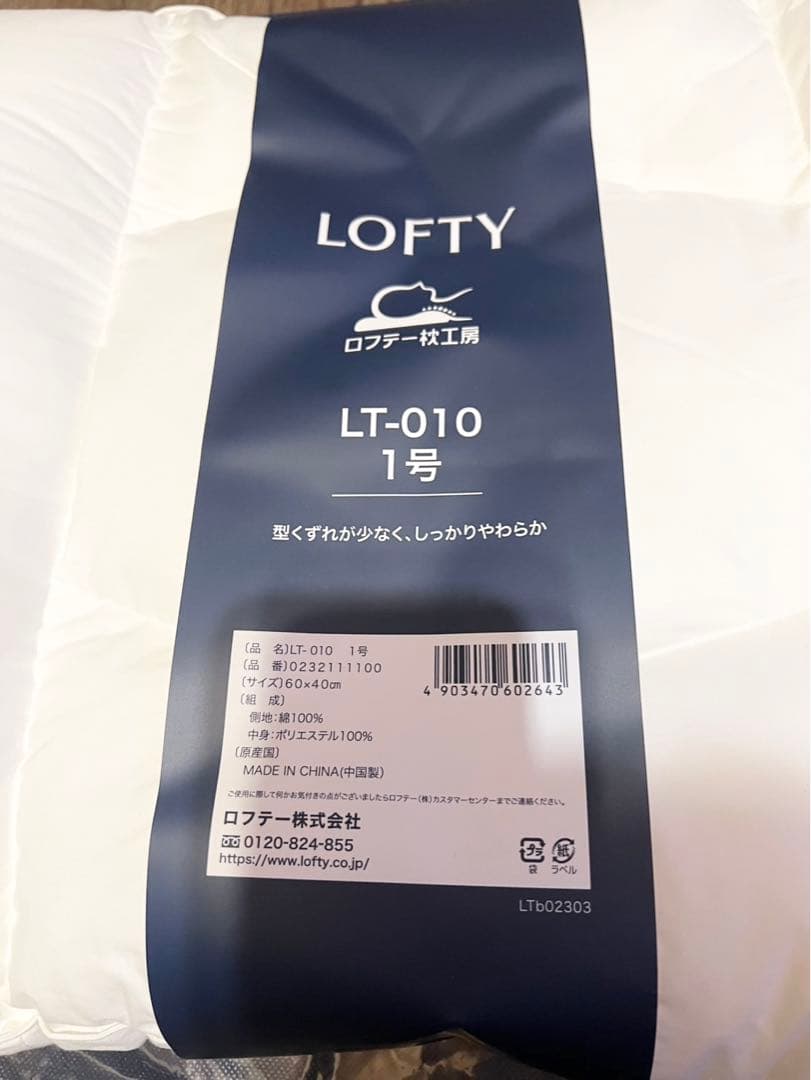 LOFTY
ロフテー枕工房
LT-010
1号
型くずれが少なく、しっかりやわらか
〔品　名〕LT- 010　1号
〔品　番〕0232111100
〔サイズ〕60×40㎝
〔組　成〕
側地：綿100%
中身：ポリエステル100%
〔原産国〕
MADE IN CHINA(中国製)
4 903470 602643
ご使用に際して何かお気付きの点がございましたらロフテー(株)カスタマーセンターまでご連絡ください。
ロフテー株式会社
0120-824-855
https://www.lofty.co.jp/
プラ 紙
袋 ラベル
LTb02303